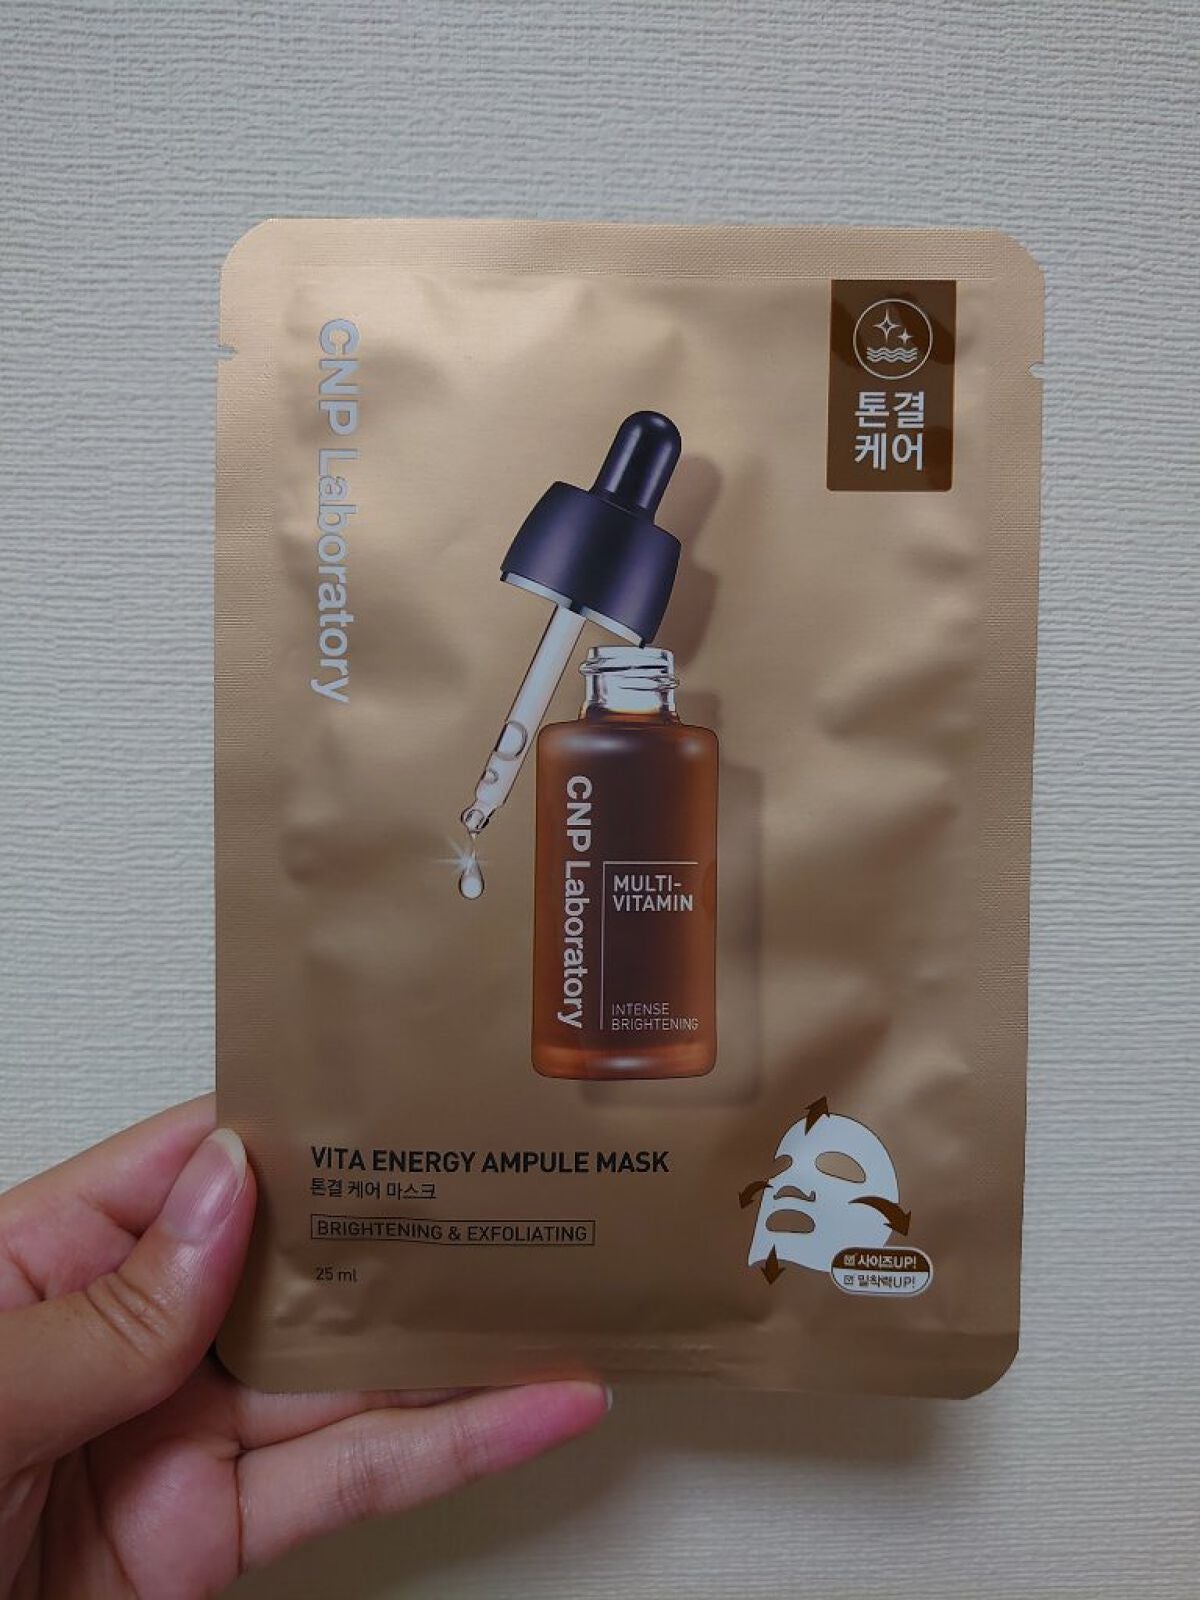 CNP Laboratory
톤결
케어
CNP Laboratory
MULTI-
VITAMIN
INTENSE
BRIGHTENING
VITA ENERGY AMPULE MASK
톤결 케어 마스크
BRIGHTENING & EXFOLIATING
25 ml
사이즈UP!
밀착력UP!